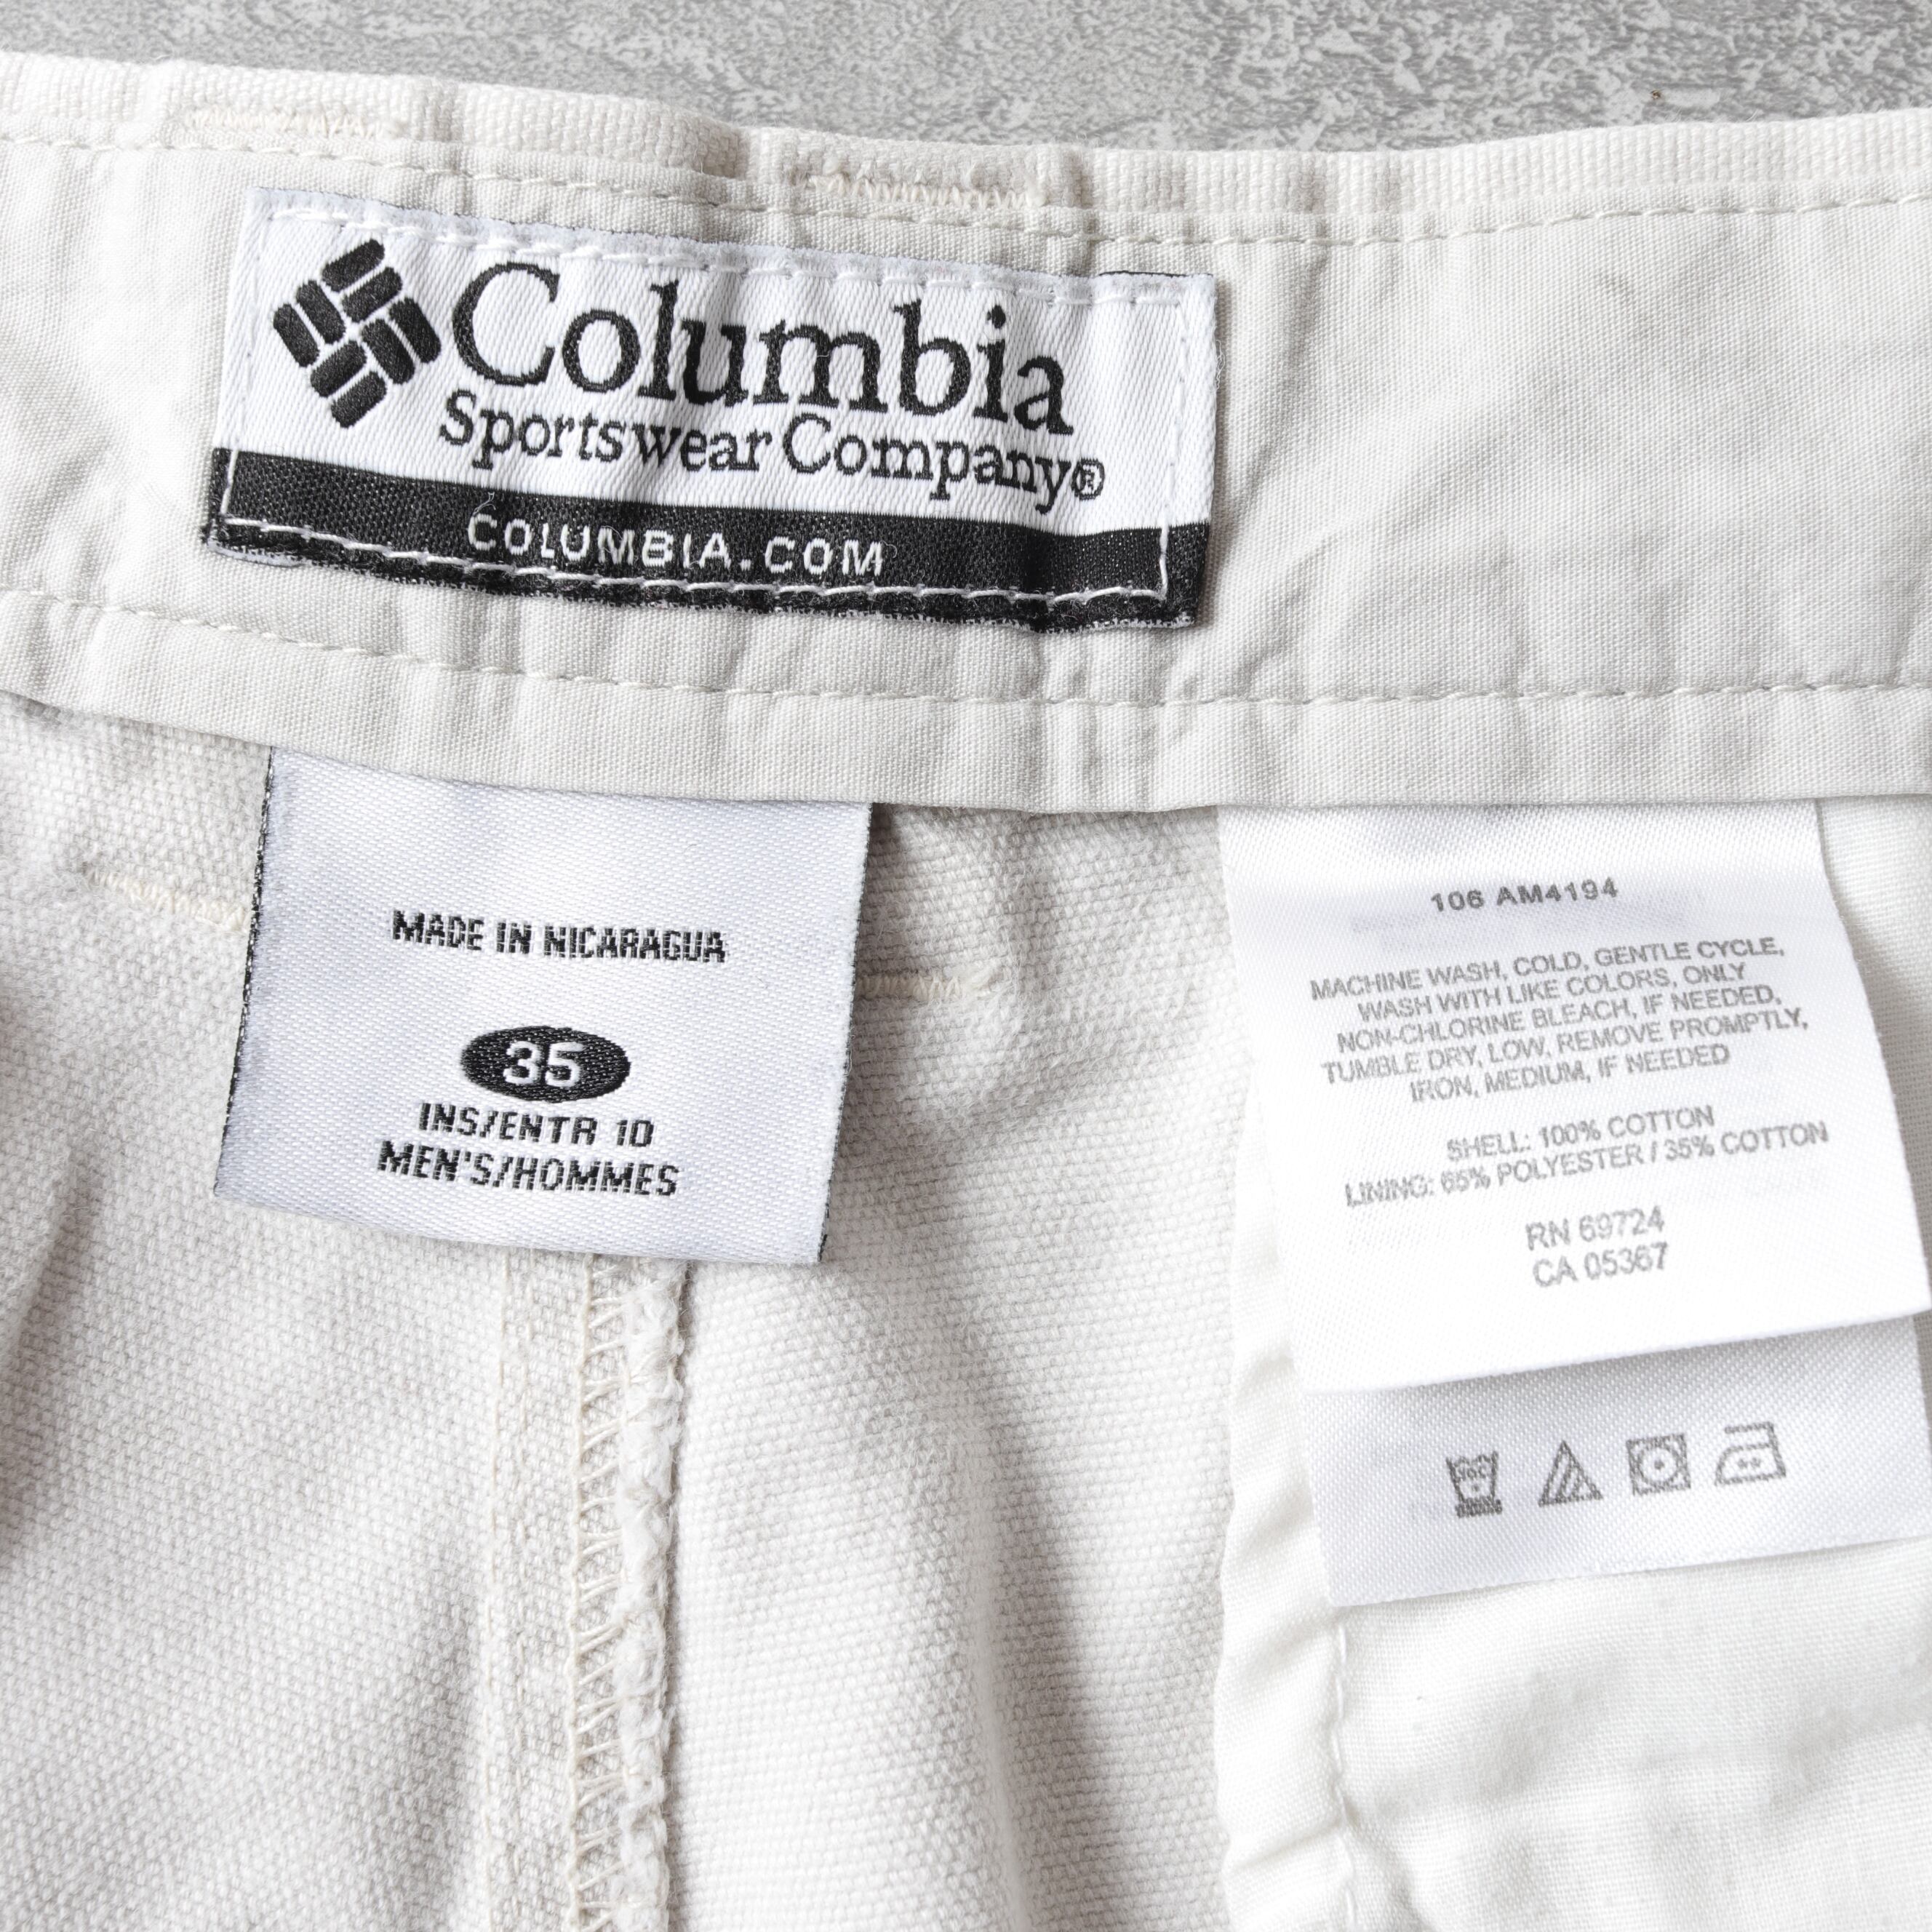 Columbia
Sportswear Company®
COLUMBIA.COM
MADE IN NICARAGUA
35
INS/ENTR 10
MEN'S/HOMMES
106 AM4194
MACHINE WASH, COLD, GENTLE CYCLE,
WASH WITH LIKE COLORS, ONLY
NON-CHLORINE BLEACH, IF NEEDED,
TUMBLE DRY, LOW, REMOVE PROMPTLY,
IRON, MEDIUM, IF NEEDED
SHELL: 100% COTTON
LINING: 65% POLYESTER / 35% COTTON
RN 69724
CA 05367
30C